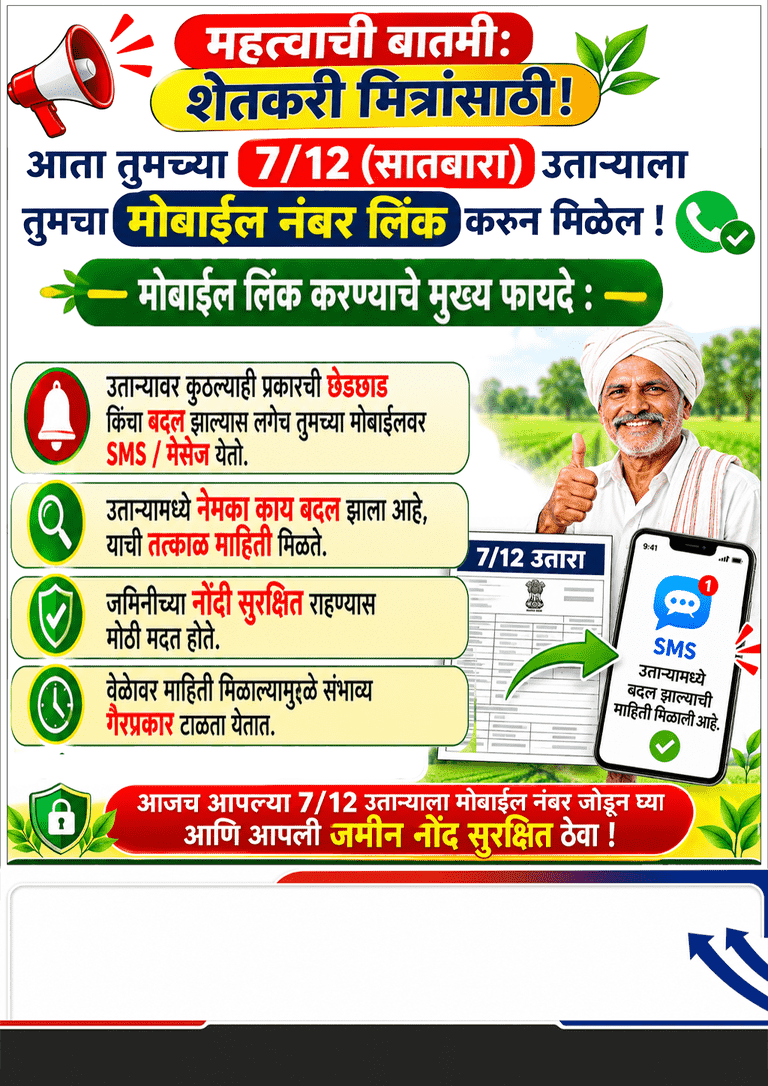 महत्वाची बातमी:
शेतकरी मित्रांसाठी!
आता तुमच्या 7/12 (सातबारा) उताऱ्याला
तुमचा मोबाईल नंबर लिंक करुन मिळेल !
मोबाईल लिंक करण्याचे मुख्य फायदे :
उताऱ्यावर कुठल्याही प्रकारची छेडछाड
किंचा बदल झाल्यास लगेच तुमच्या मोबाईलवर
SMS / मेसेज येतो.
उताऱ्यामध्ये नेमका काय बदल झाला आहे,
याची तत्काळ माहिती मिळते.
जमिनीच्या नोंदी सुरक्षित राहण्यास
मोठी मदत होते.
वेळेावर माहिती मिळाल्यामुळे संभाव्य
गैरप्रकार टाळता येतात.
7/12 उतारा
9:41
1
SMS
उताऱ्यामध्ये
बदल झाल्याची
माहिती मिळाली आहे.
आजच आपल्या 7/12 उताऱ्याला मोबाईल नंबर जोडून घ्या
आणि आपली जमीन नोंद सुरक्षित ठेवा !